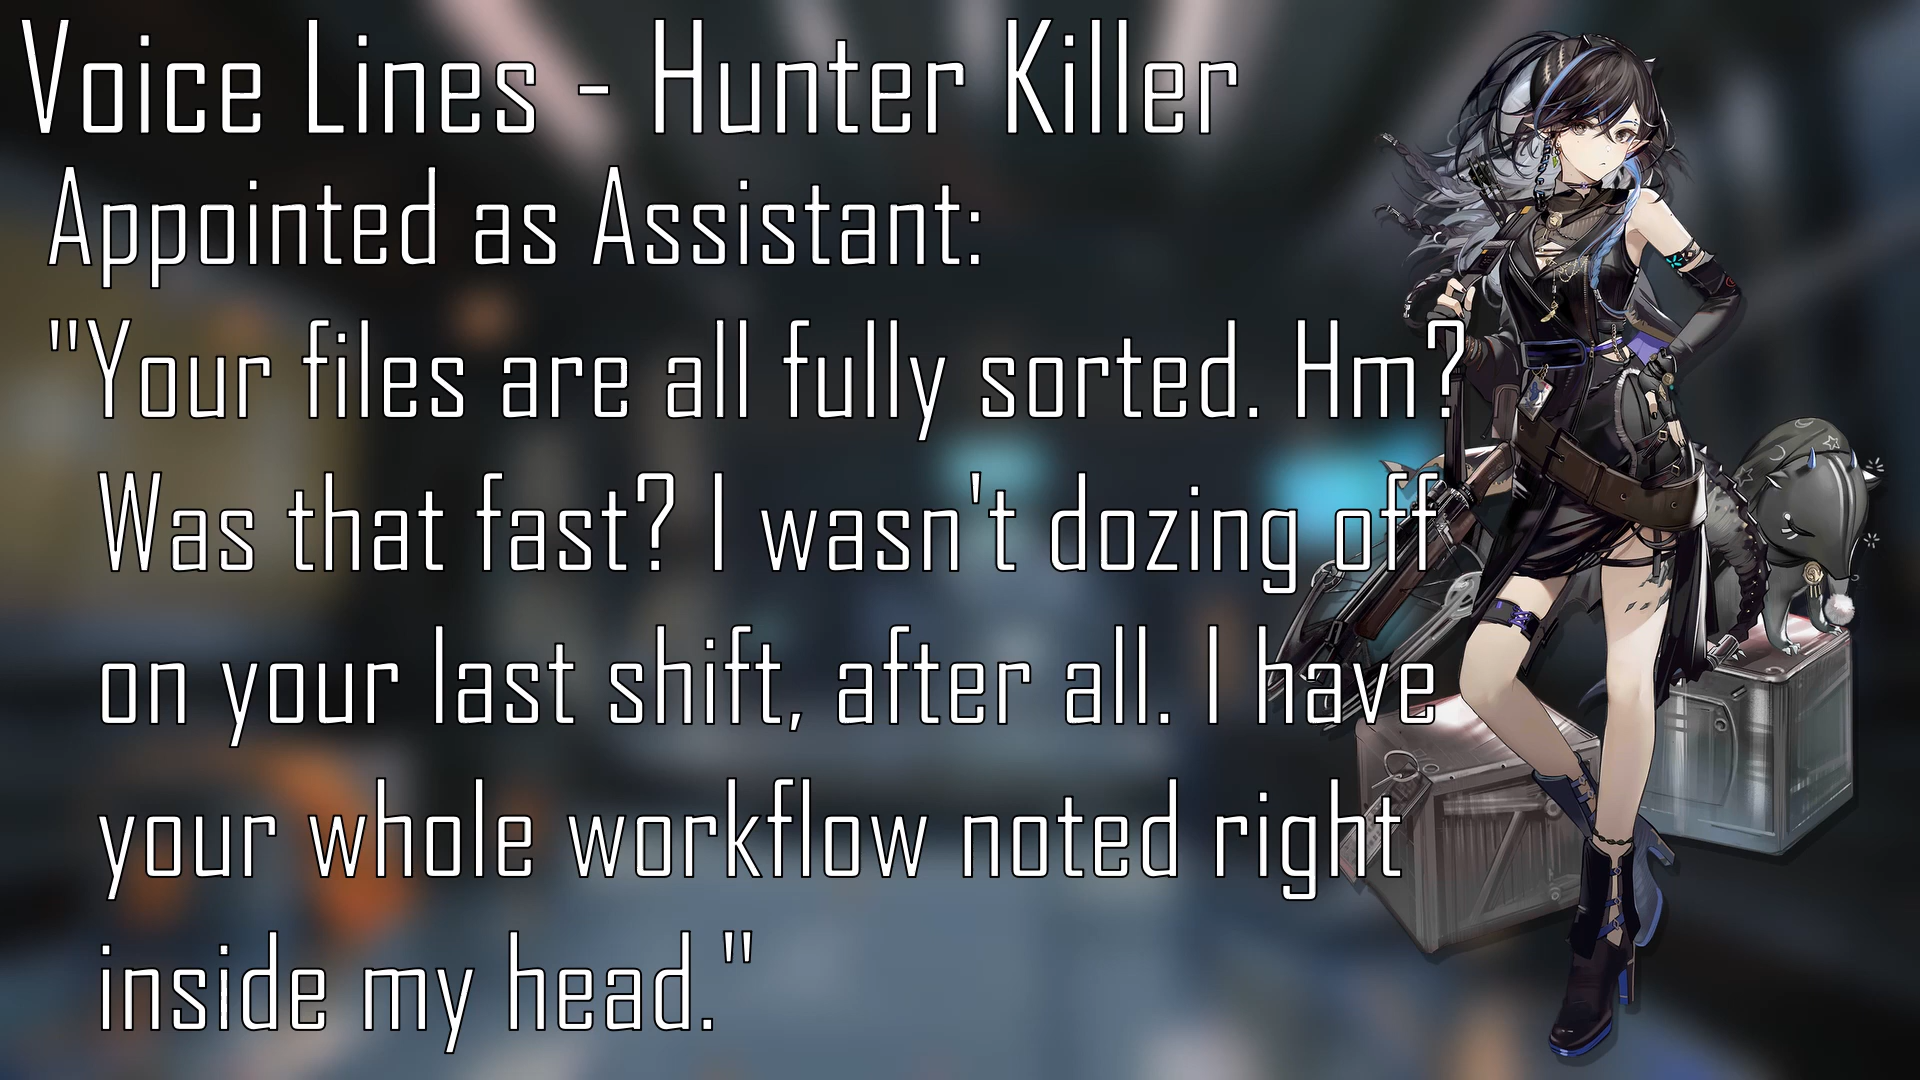 Voice Lines - Hunter Killer
Appointed as Assistant:
"Your files are all fully sorted. Hm?
Was that fast? I wasn't dozing off
on your last shift, after all. I have
your whole workflow noted right
inside my head."